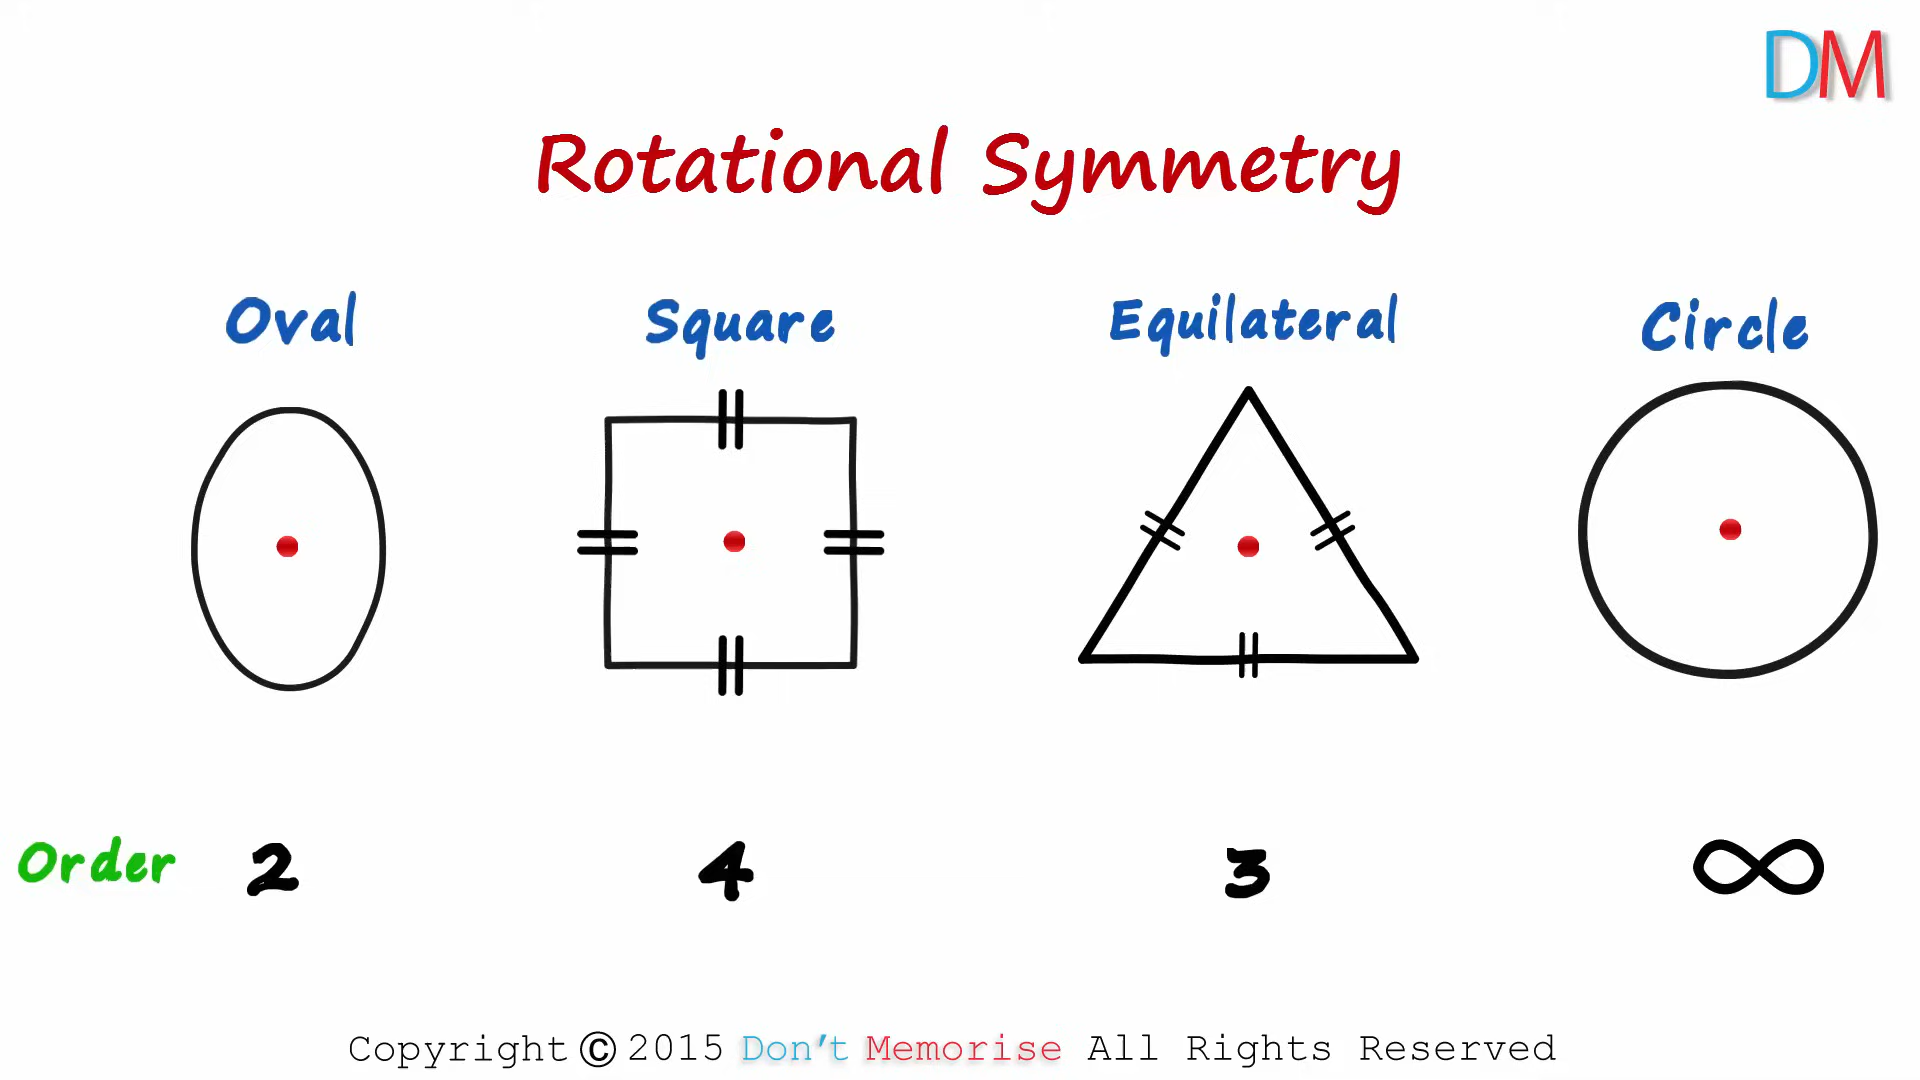 DM
Rotational Symmetry
Oval Square Equilateral Circle
Order 2 4 3 ∞
Copyright © 2015 Don't Memorise All Rights Reserved